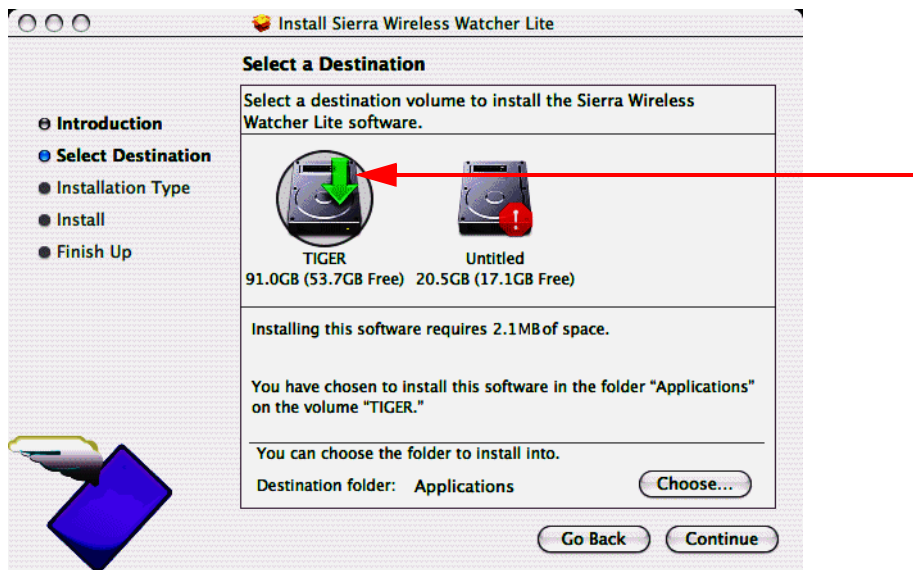 Install Sierra Wireless Watcher Lite
Select a Destination
Introduction
Select Destination
Installation Type
Install
Finish Up
Select a destination volume to install the Sierra Wireless
Watcher Lite software.
TIGER
91.0GB (53.7GB Free)
Untitled
20.5GB (17.1GB Free)
Installing this software requires 2.1MB of space.
You have chosen to install this software in the folder “Applications”
on the volume “TIGER.”
You can choose the folder to install into.
Destination folder: Applications
Choose...
Go Back
Continue